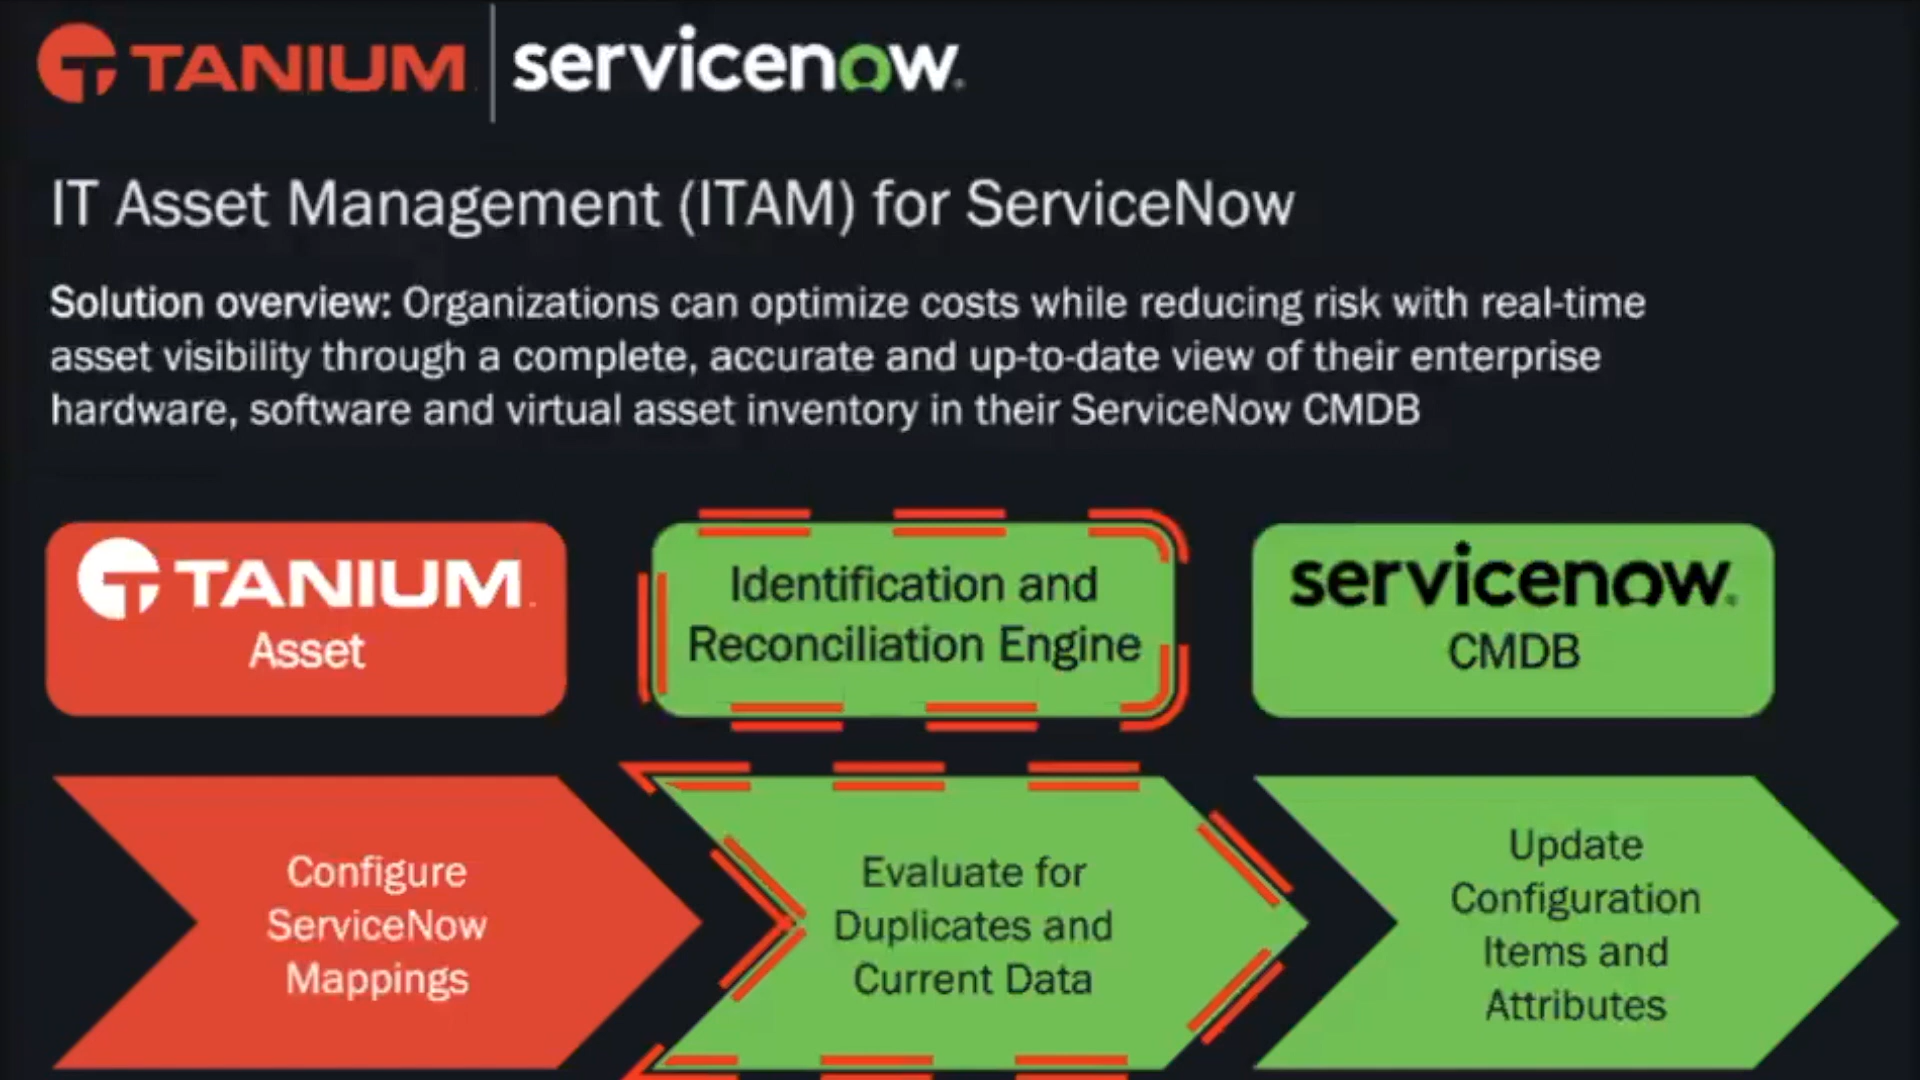 TANIUM servicenow.
IT Asset Management (ITAM) for ServiceNow
Solution overview: Organizations can optimize costs while reducing risk with real-time
asset visibility through a complete, accurate and up-to-date view of their enterprise
hardware, software and virtual asset inventory in their ServiceNow CMDB
TANIUM
Asset
Identification and
Reconciliation Engine
servicenow
CMDB
Configure
ServiceNow
Mappings
Evaluate for
Duplicates and
Current Data
Update
Configuration
Items and
Attributes